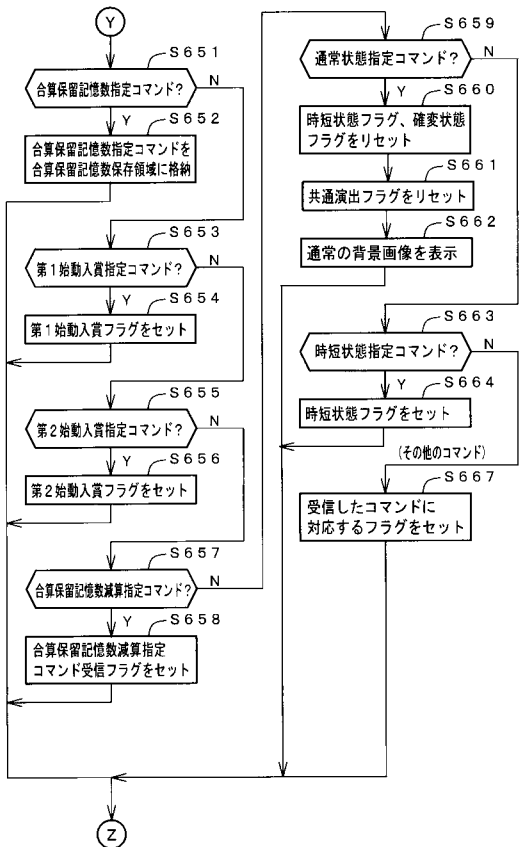 Y
S651
合算保留記憶数指定コマンド?
N
Y
S652
合算保留記憶数指定コマンドを
合算保留記憶数保存領域に格納
S653
第1始動入賞指定コマンド?
N
Y
S654
第1始動入賞フラグをセット
S655
第2始動入賞指定コマンド?
N
Y
S656
第2始動入賞フラグをセット
S657
合算保留記憶数減算指定コマンド?
N
Y
S658
合算保留記憶数減算指定
コマンド受信フラグをセット
S659
通常状態指定コマンド?
N
Y
S660
時短状態フラグ、確変状態
フラグをリセット
S661
共通演出フラグをリセット
S662
通常の背景画像を表示
S663
時短状態指定コマンド?
N
Y
S664
時短状態フラグをセット
(その他のコマンド)
S667
受信したコマンドに
対応するフラグをセット
Z